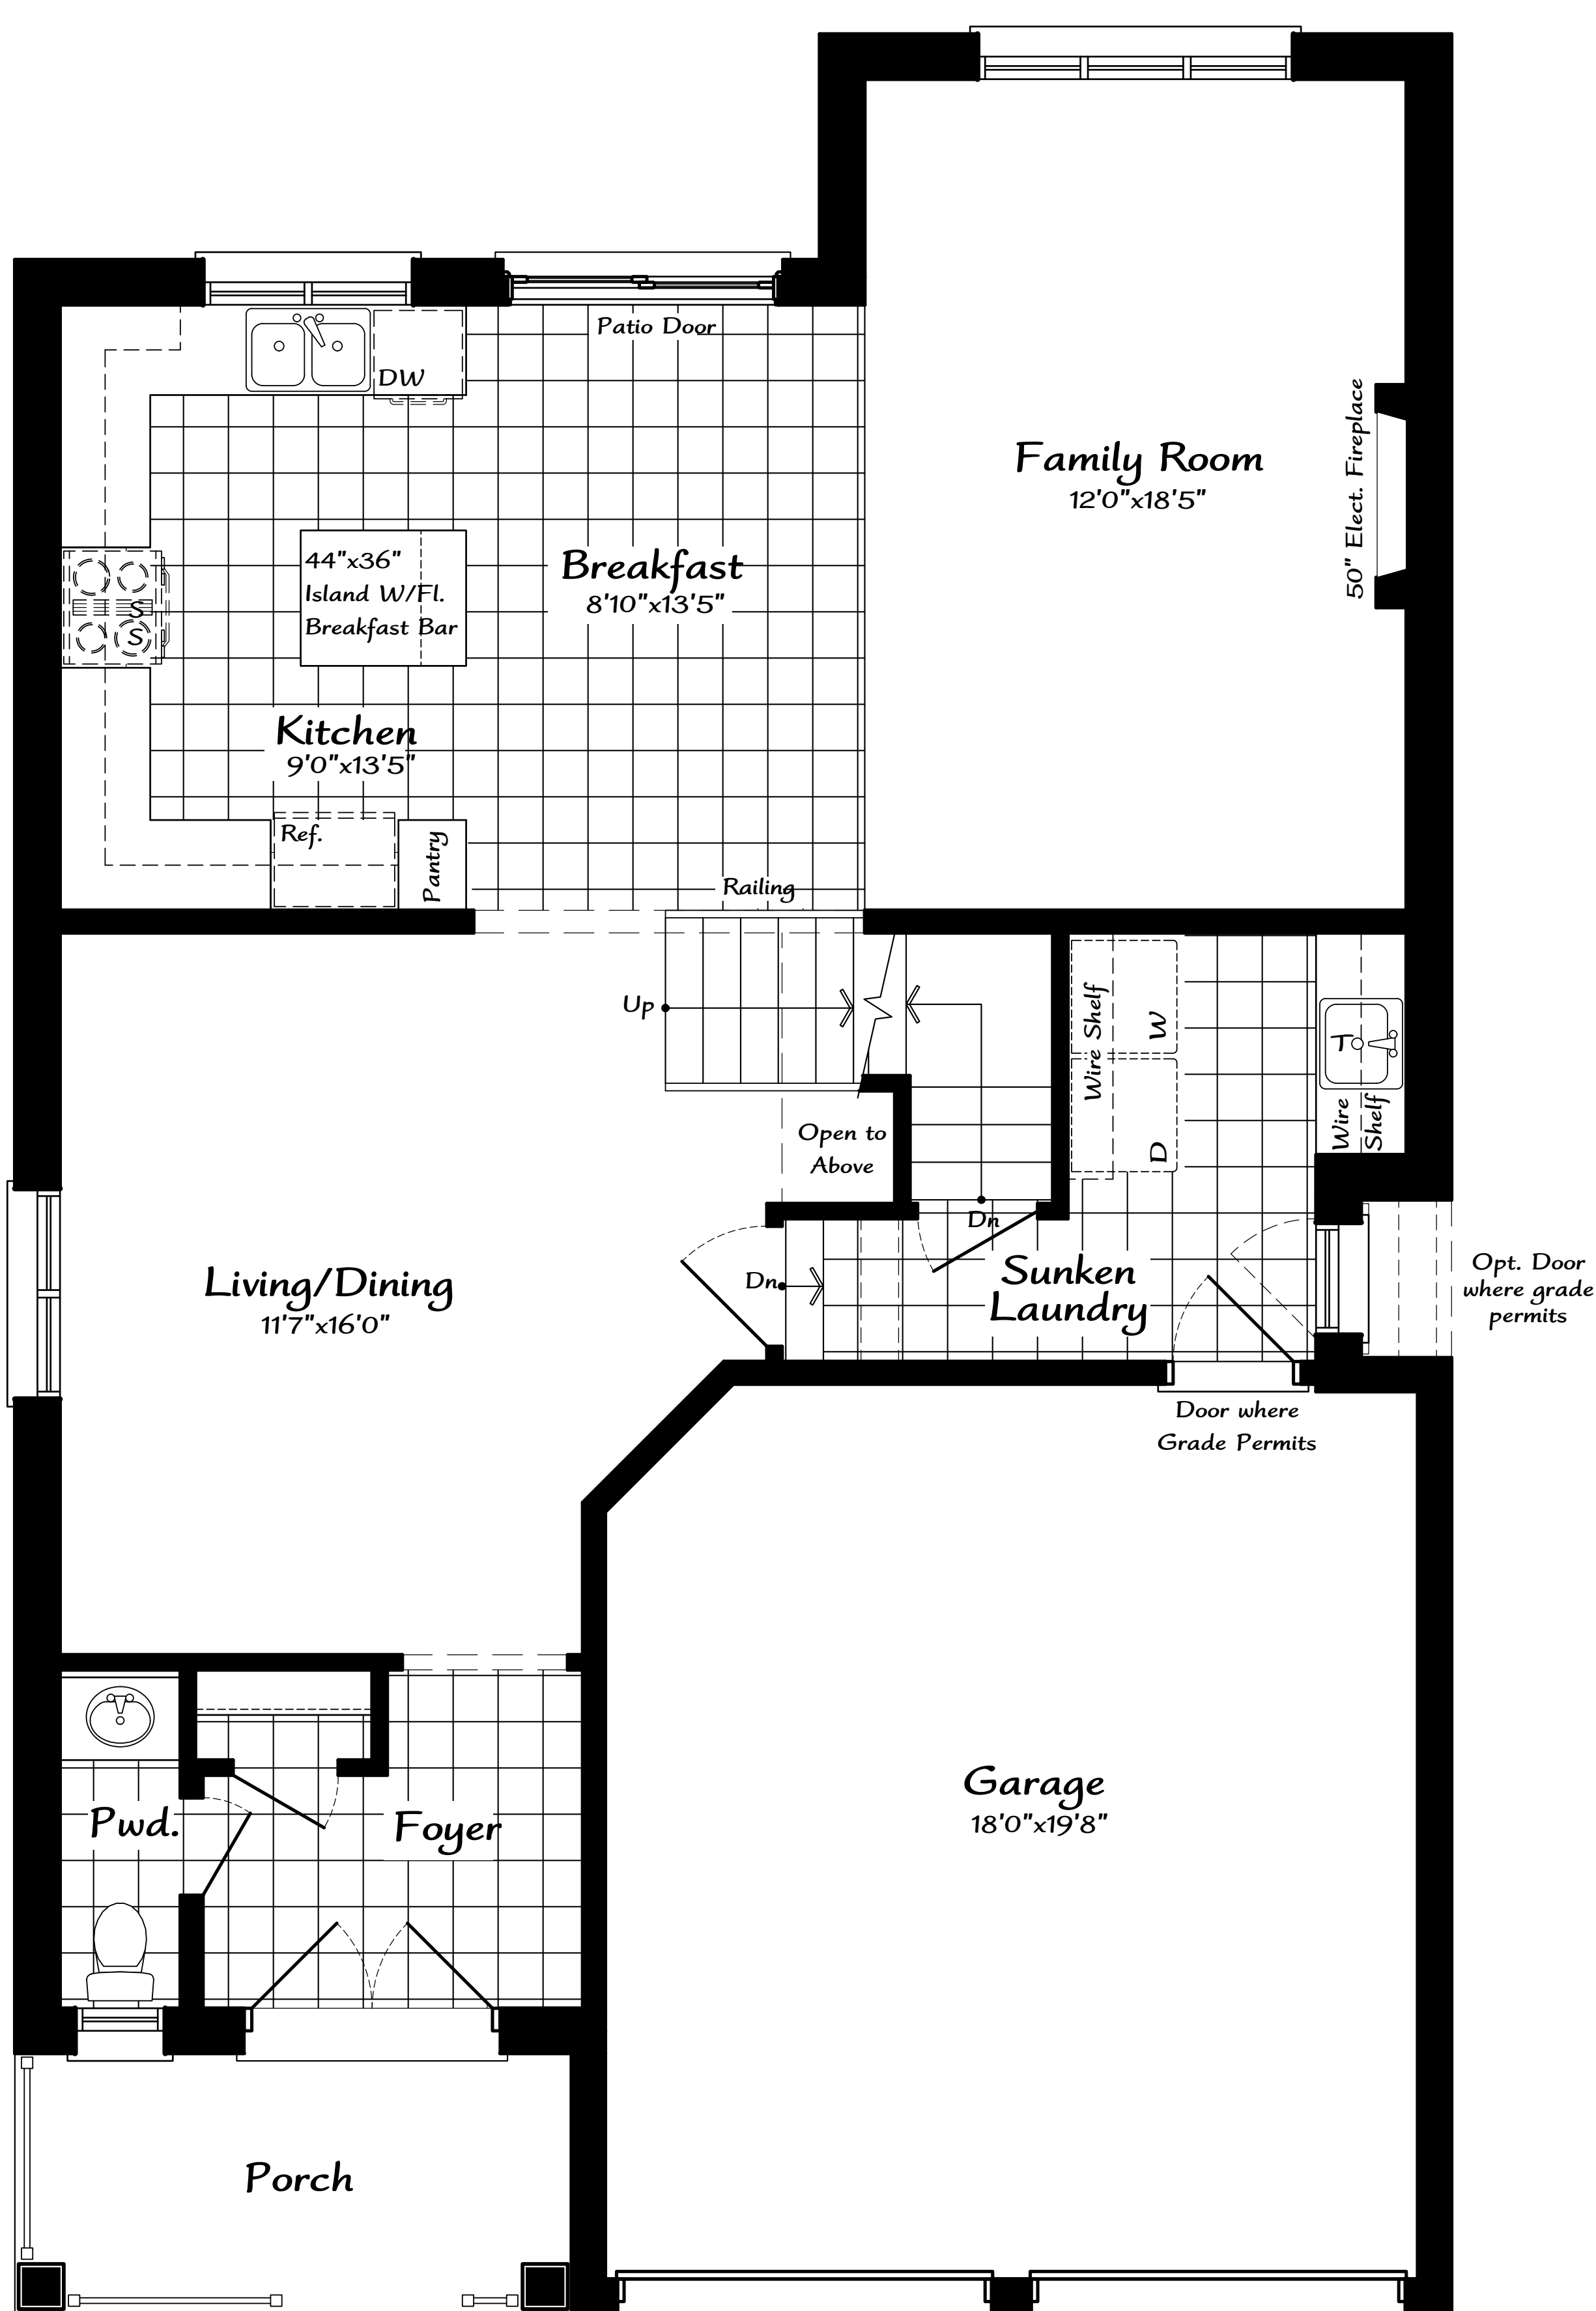 Patio Door
DW
Family Room
12'0"x18'5"
50" Elect. Fireplace
44"x36"
Island W/Fl.
Breakfast Bar
S
S
Breakfast
8'10"x13'5"
Kitchen
9'0"x13'5"
Ref.
Pantry
Railing
Up
Wire Shelf
W
D
T
Wire
Shelf
Open to
Above
Dn
Dn
Sunken
Laundry
Opt. Door
where grade
permits
Living/Dining
11'7"x16'0"
Door where
Grade Permits
Garage
18'0"x19'8"
Pwd.
Foyer
Porch